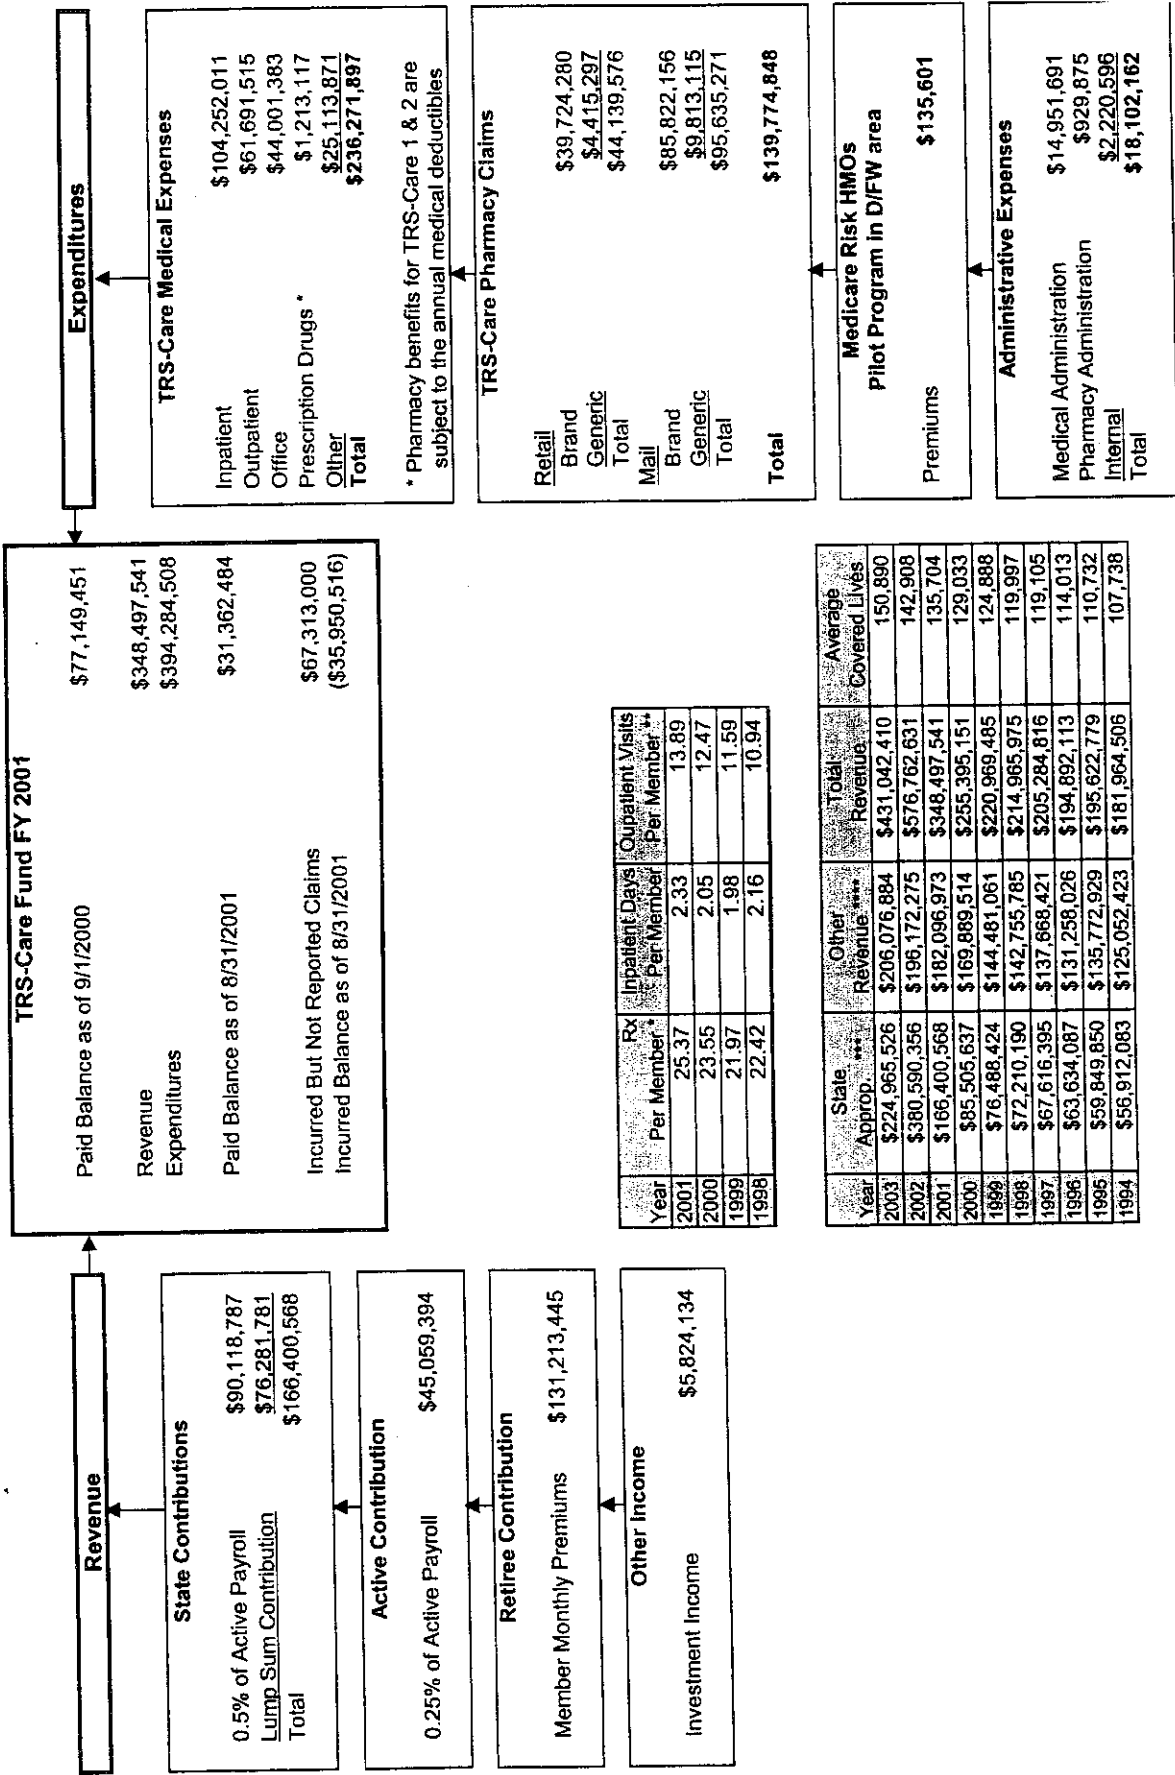 TRS-Care Fund FY 2001
Paid Balance as of 9/1/2000 $77,149,451
Revenue $348,497,541
Expenditures $394,284,508
Paid Balance as of 8/31/2001 $31,362,484
Incurred But Not Reported Claims $67,313,000
Incurred Balance as of 8/31/2001 ($35,950,516)
Revenue
State Contributions
0.5% of Active Payroll $90,118,787
Lump Sum Contribution $76,281,781
Total $166,400,568
Active Contribution
0.25% of Active Payroll $45,059,394
Retiree Contribution
Member Monthly Premiums $131,213,445
Other Income
Investment Income $5,824,134
Year Rx Per Member * Inpatient Days Per Member Oupatient Visits Per Member **
2001 25.37 2.33 13.89
2000 23.55 2.05 12.47
1999 21.97 1.98 11.59
1998 22.42 2.16 10.94
Year State Approp. *** Other Revenue **** Total Revenue Average Covered Lives
2003 $224,965,526 $206,076,884 $431,042,410 150,890
2002 $380,590,356 $196,172,275 $576,762,631 142,908
2001 $166,400,568 $182,096,973 $348,497,541 135,704
2000 $85,505,637 $169,889,514 $255,395,151 129,033
1999 $76,488,424 $144,481,061 $220,969,485 124,888
1998 $72,210,190 $142,755,785 $214,965,975 119,997
1997 $67,616,395 $137,668,421 $205,284,816 119,105
1996 $63,634,087 $131,258,026 $194,892,113 114,013
1995 $59,849,850 $135,772,929 $195,622,779 110,732
1994 $56,912,083 $125,052,423 $181,964,506 107,738
Expenditures
TRS-Care Medical Expenses
Inpatient $104,252,011
Outpatient $61,691,515
Office $44,001,383
Prescription Drugs * $1,213,117
Other $25,113,871
Total $236,271,897
* Pharmacy benefits for TRS-Care 1 & 2 are
subject to the annual medical deductibles
TRS-Care Pharmacy Claims
Retail
Brand $39,724,280
Generic $4,415,297
Total $44,139,576
Mail
Brand $85,822,156
Generic $9,813,115
Total $95,635,271
Total $139,774,848
Medicare Risk HMOs
Pilot Program in D/FW area
Premiums $135,601
Administrative Expenses
Medical Administration $14,951,691
Pharmacy Administration $929,875
Internal $2,220,596
Total $18,102,162